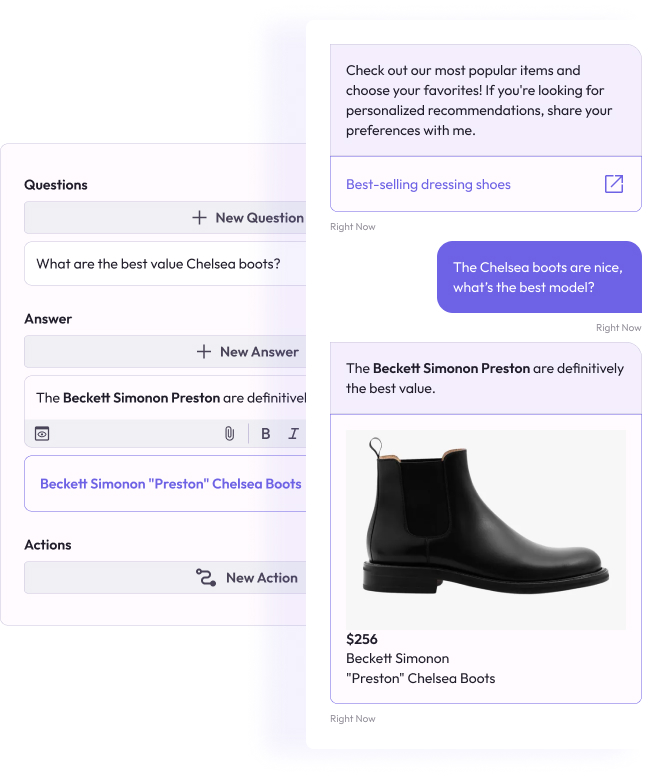 Questions
New Question
What are the best value Chelsea boots?
Answer
New Answer
The Beckett Simonon Preston are definitivel
B I
Beckett Simonon "Preston" Chelsea Boots
Actions
New Action
Check out our most popular items and
choose your favorites! If you're looking for
personalized recommendations, share your
preferences with me.
Best-selling dressing shoes
Right Now
The Chelsea boots are nice,
what's the best model?
Right Now
The Beckett Simonon Preston are definitively
the best value.
$256
Beckett Simonon
"Preston" Chelsea Boots
Right Now